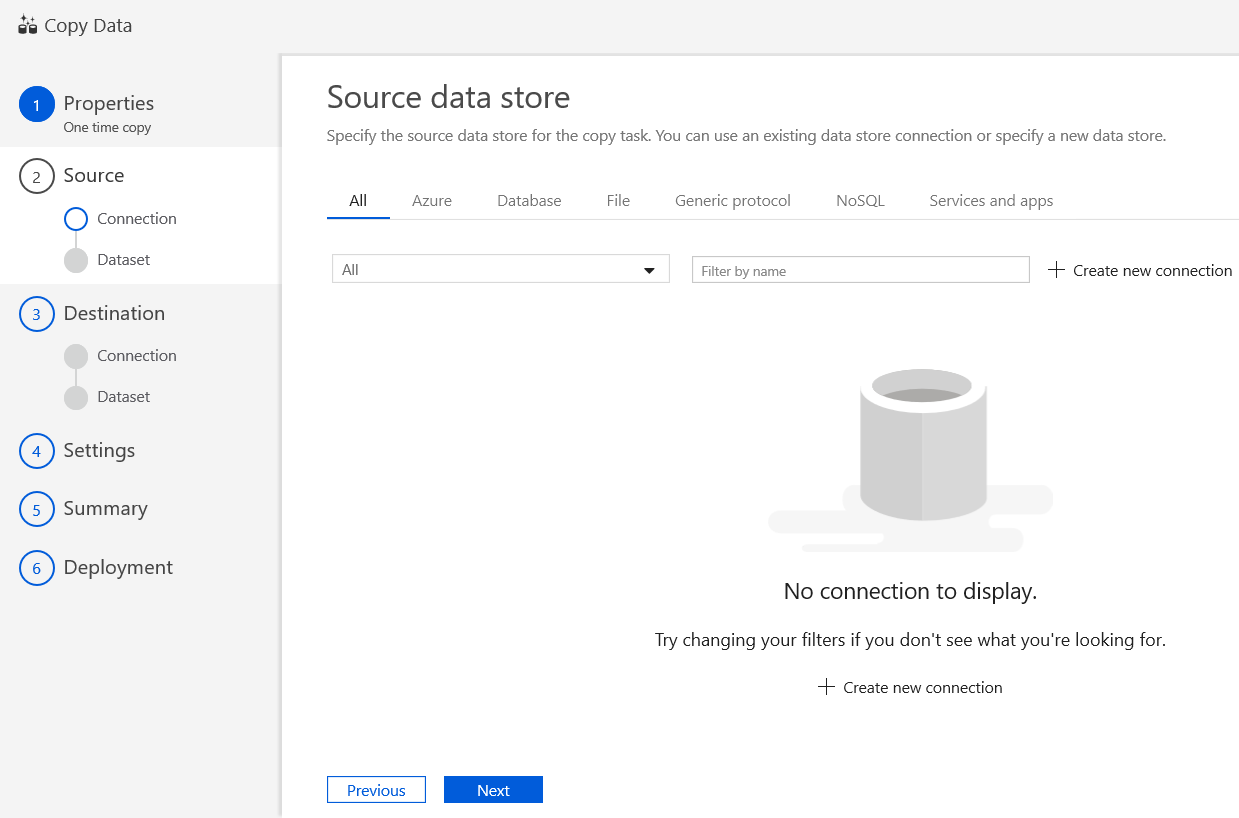 Copy Data
1 Properties
One time copy
2 Source
Connection
Dataset
3 Destination
Connection
Dataset
4 Settings
5 Summary
6 Deployment
Source data store
Specify the source data store for the copy task. You can use an existing data store connection or specify a new data store.
All Azure Database File Generic protocol NoSQL Services and apps
All Filter by name Create new connection
No connection to display.
Try changing your filters if you don't see what you're looking for.
Create new connection
Previous Next